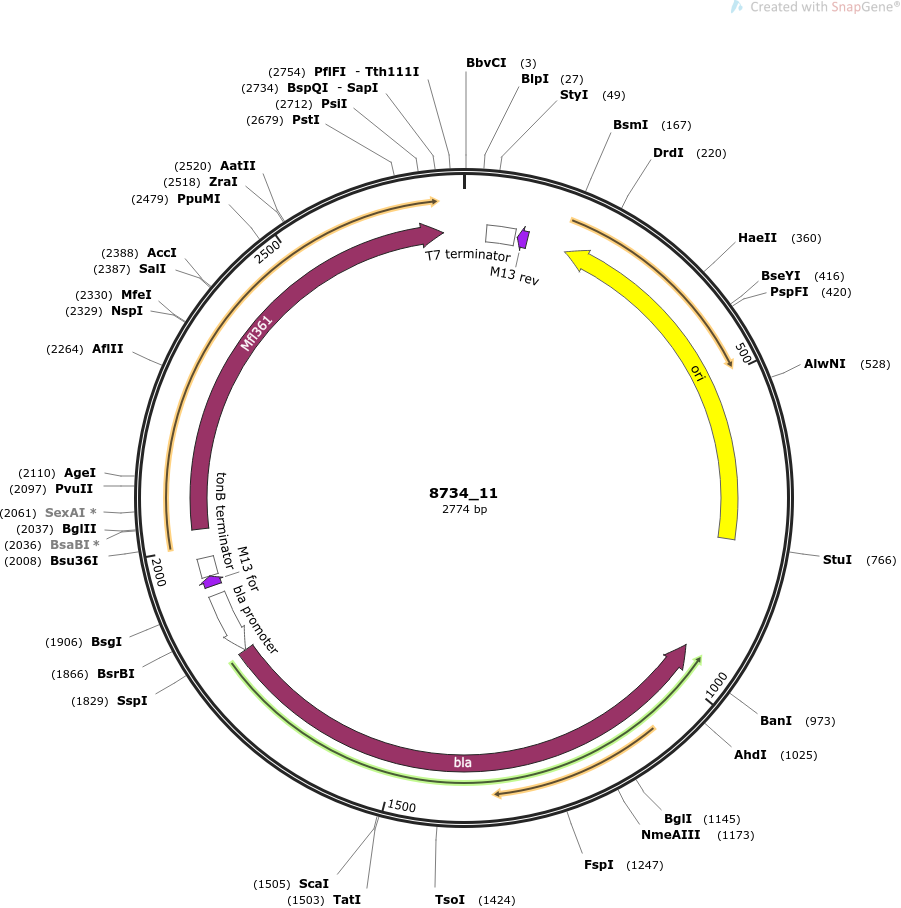 Created with SnapGene®
(2754) PflFI - Tth111I
(2734) BspQI - SapI
(2712) PsiI
(2679) PstI
BbvCI (3)
BlpI (27)
StyI (49)
BsmI (167)
DrdI (220)
(2520) AatII
(2518) ZraI
(2479) PpuMI
HaeII (360)
(2388) AccI
(2387) SalI
BseYI (416)
PspFI (420)
(2330) MfeI
(2329) NspI
(2264) AflII
AlwNI (528)
2500
T7 terminator
M13 rev
Mfl361
500
ori
(2110) AgeI
(2097) PvuII
(2061) SexAI *
(2037) BglII
(2036) BsaBI *
(2008) Bsu36I
8734_11
2774 bp
tonB terminator
M13 for
bla promoter
2000
StuI (766)
(1906) BsgI
(1866) BsrBI
(1829) SspI
1000
BanI (973)
AhdI (1025)
bla
1500
BglI (1145)
NmeAIII (1173)
FspI (1247)
(1505) ScaI
(1503) TatI
TsoI (1424)